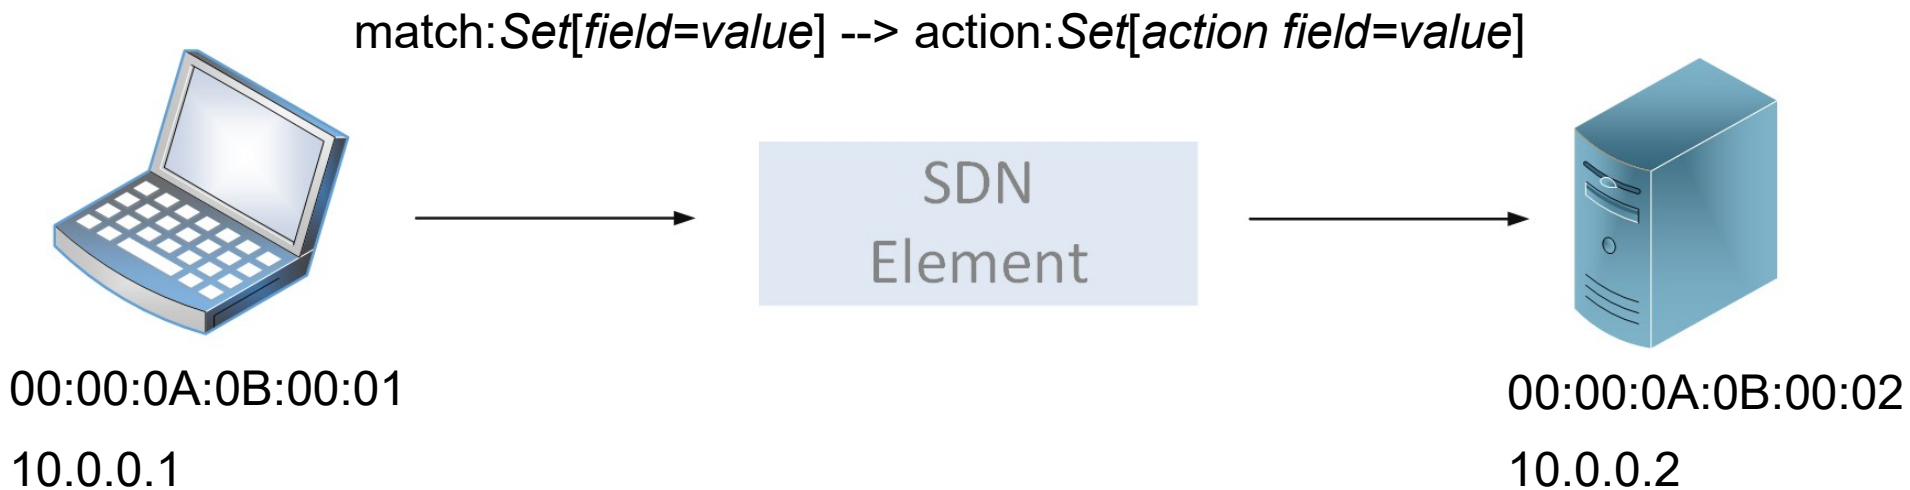 match:Set[field=value] --> action:Set[action field=value]
SDN
Element
00:00:0A:0B:00:01
10.0.0.1
00:00:0A:0B:00:02
10.0.0.2